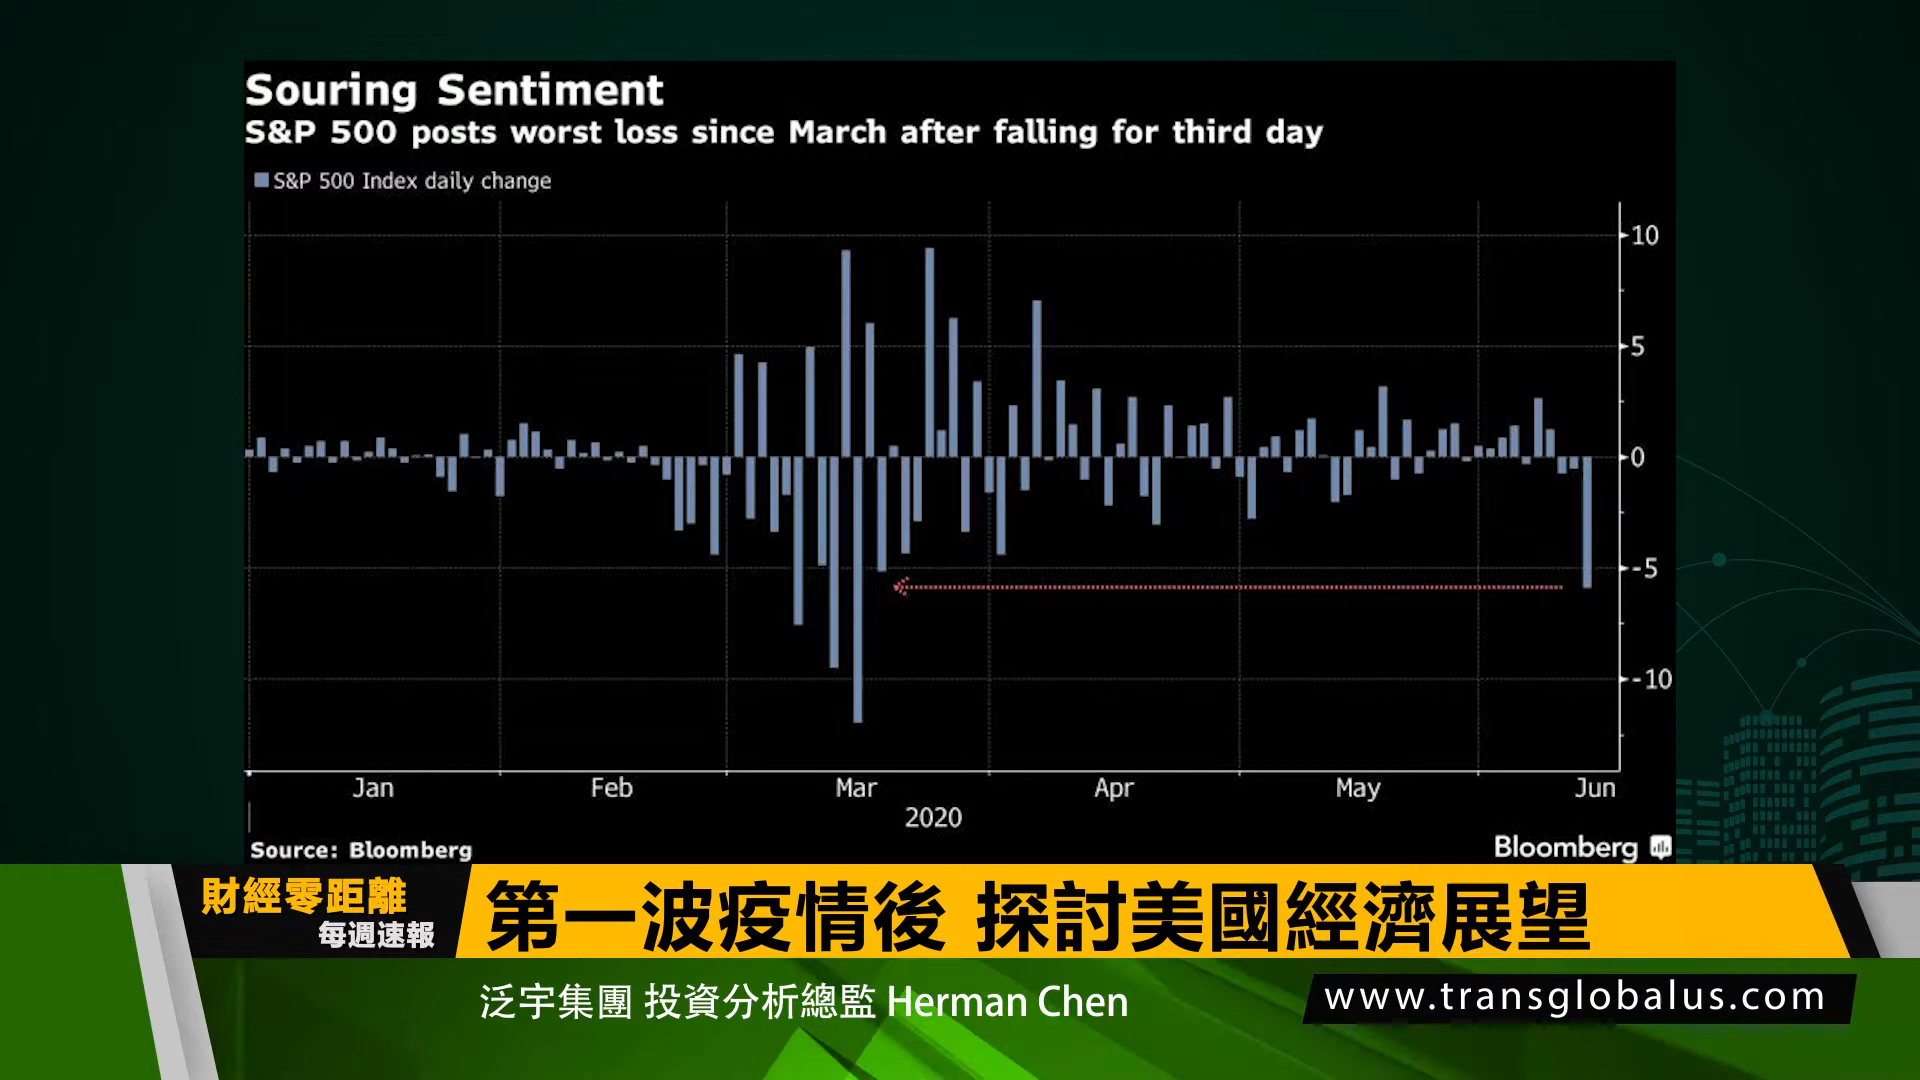 Souring Sentiment
S&P 500 posts worst loss since March after falling for third day
S&P 500 Index daily change
10
5
0
-5
-10
Jan Feb Mar Apr May Jun
2020
Source: Bloomberg
Bloomberg
財經零距離
每週速報
第一波疫情後 探討美國經濟展望
泛宇集團 投資分析總監 Herman Chen
www.transglobalus.com